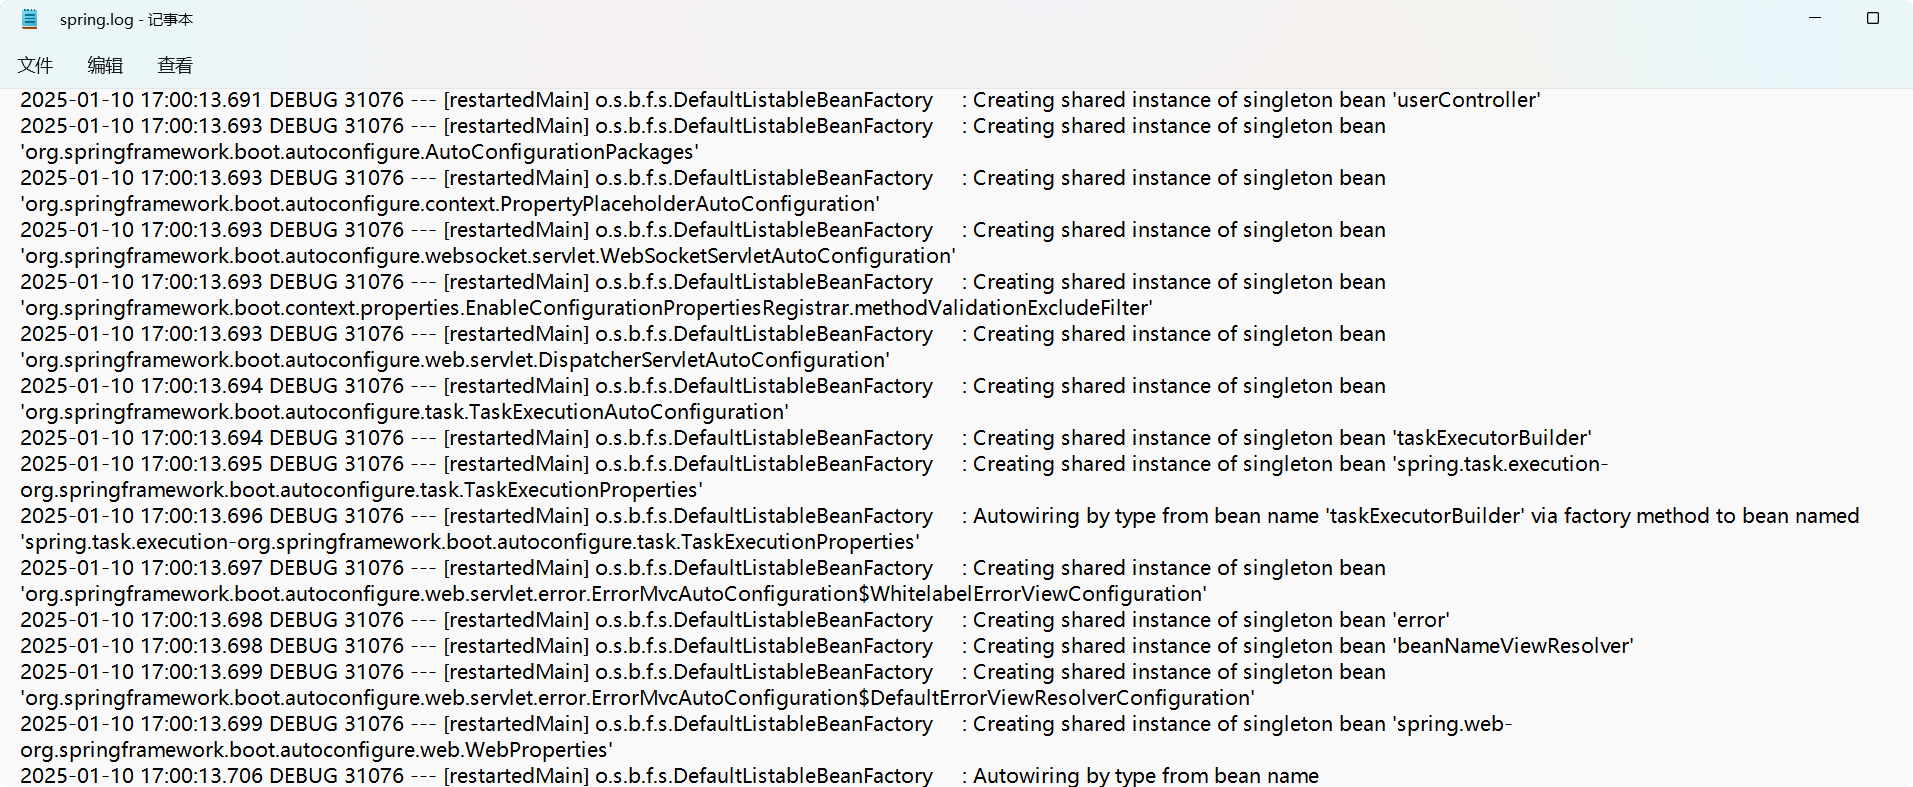 spring.log - 记事本
文件 编辑 查看
2025-01-10 17:00:13.691 DEBUG 31076 --- [restartedMain] o.s.b.f.s.DefaultListableBeanFactory : Creating shared instance of singleton bean 'userController'
2025-01-10 17:00:13.693 DEBUG 31076 --- [restartedMain] o.s.b.f.s.DefaultListableBeanFactory : Creating shared instance of singleton bean
'org.springframework.boot.autoconfigure.AutoConfigurationPackages'
2025-01-10 17:00:13.693 DEBUG 31076 --- [restartedMain] o.s.b.f.s.DefaultListableBeanFactory : Creating shared instance of singleton bean
'org.springframework.boot.autoconfigure.context.PropertyPlaceholderAutoConfiguration'
2025-01-10 17:00:13.693 DEBUG 31076 --- [restartedMain] o.s.b.f.s.DefaultListableBeanFactory : Creating shared instance of singleton bean
'org.springframework.boot.autoconfigure.websocket.servlet.WebSocketServletAutoConfiguration'
2025-01-10 17:00:13.693 DEBUG 31076 --- [restartedMain] o.s.b.f.s.DefaultListableBeanFactory : Creating shared instance of singleton bean
'org.springframework.boot.context.properties.EnableConfigurationPropertiesRegistrar.methodValidationExcludeFilter'
2025-01-10 17:00:13.693 DEBUG 31076 --- [restartedMain] o.s.b.f.s.DefaultListableBeanFactory : Creating shared instance of singleton bean
'org.springframework.boot.autoconfigure.web.servlet.DispatcherServletAutoConfiguration'
2025-01-10 17:00:13.694 DEBUG 31076 --- [restartedMain] o.s.b.f.s.DefaultListableBeanFactory : Creating shared instance of singleton bean
'org.springframework.boot.autoconfigure.task.TaskExecutionAutoConfiguration'
2025-01-10 17:00:13.694 DEBUG 31076 --- [restartedMain] o.s.b.f.s.DefaultListableBeanFactory : Creating shared instance of singleton bean 'taskExecutorBuilder'
2025-01-10 17:00:13.695 DEBUG 31076 --- [restartedMain] o.s.b.f.s.DefaultListableBeanFactory : Creating shared instance of singleton bean 'spring.task.execution-
org.springframework.boot.autoconfigure.task.TaskExecutionProperties'
2025-01-10 17:00:13.696 DEBUG 31076 --- [restartedMain] o.s.b.f.s.DefaultListableBeanFactory : Autowiring by type from bean name 'taskExecutorBuilder' via factory method to bean named
'spring.task.execution-org.springframework.boot.autoconfigure.task.TaskExecutionProperties'
2025-01-10 17:00:13.697 DEBUG 31076 --- [restartedMain] o.s.b.f.s.DefaultListableBeanFactory : Creating shared instance of singleton bean
'org.springframework.boot.autoconfigure.web.servlet.error.ErrorMvcAutoConfiguration$WhitelabelErrorViewConfiguration'
2025-01-10 17:00:13.698 DEBUG 31076 --- [restartedMain] o.s.b.f.s.DefaultListableBeanFactory : Creating shared instance of singleton bean 'error'
2025-01-10 17:00:13.698 DEBUG 31076 --- [restartedMain] o.s.b.f.s.DefaultListableBeanFactory : Creating shared instance of singleton bean 'beanNameViewResolver'
2025-01-10 17:00:13.699 DEBUG 31076 --- [restartedMain] o.s.b.f.s.DefaultListableBeanFactory : Creating shared instance of singleton bean
'org.springframework.boot.autoconfigure.web.servlet.error.ErrorMvcAutoConfiguration$DefaultErrorViewResolverConfiguration'
2025-01-10 17:00:13.699 DEBUG 31076 --- [restartedMain] o.s.b.f.s.DefaultListableBeanFactory : Creating shared instance of singleton bean 'spring.web-
org.springframework.boot.autoconfigure.web.WebProperties'
2025-01-10 17:00:13.706 DEBUG 31076 --- [restartedMain] o.s.b.f.s.DefaultListableBeanFactory : Autowiring by type from bean name